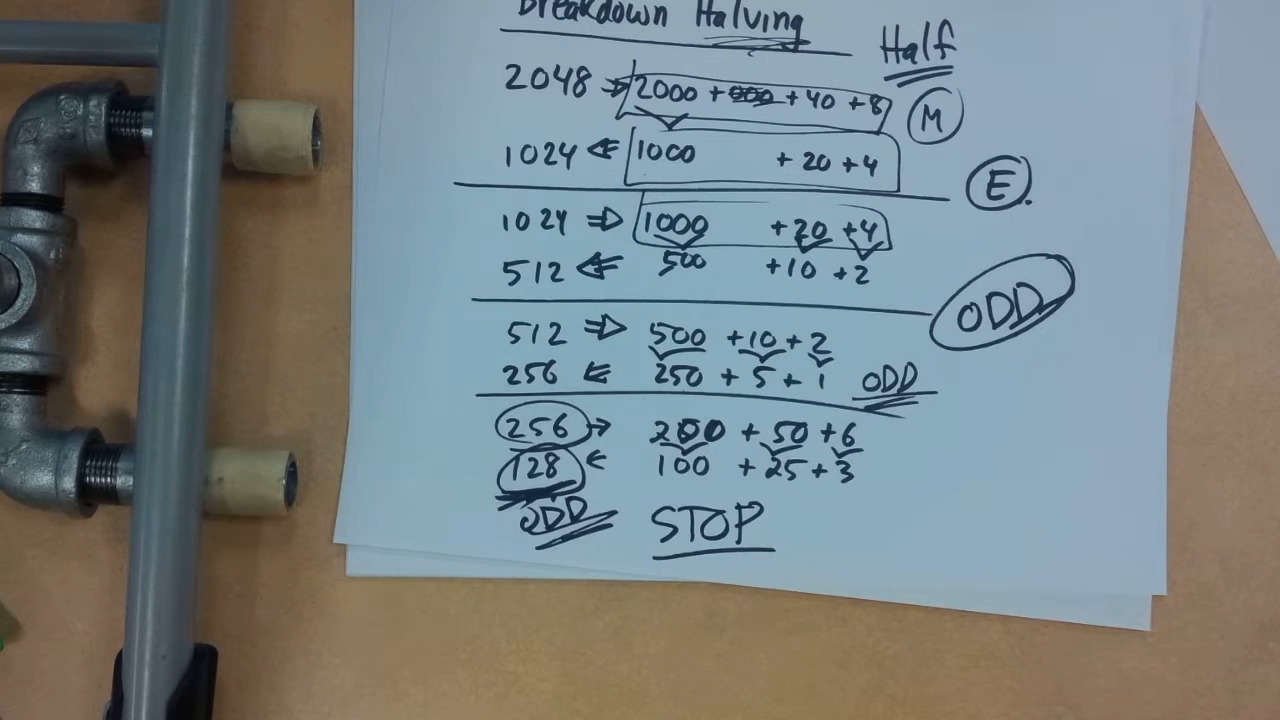 Breakdown Halving
Half
2048 ⇒ 2000 + 000 + 40 + 8
M
1024 ⇐ 1000 + 20 + 4
E.
1024 ⇒ 1000 + 20 + 4
512 ⇐ 500 + 10 + 2
ODD
512 ⇒ 500 + 10 + 2
256 ⇐ 250 + 5 + 1 ODD
256 → 200 + 50 + 6
128 ← 100 + 25 + 3
ODD STOP